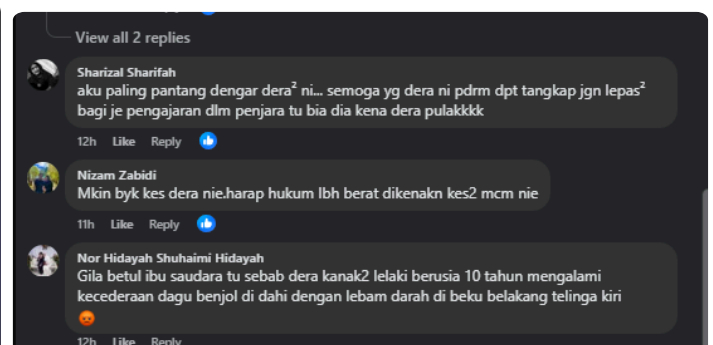 View all 2 replies
Sharizal Sharifah
aku paling pantang dengar dera² ni... semoga yg dera ni pdrm dpt tangkap jgn lepas²
bagi je pengajaran dlm penjara tu bia dia kena dera pulakkkk
12h Like Reply
Nizam Zabidi
Mkin byk kes dera nie.harap hukum lbh berat dikenakn kes2 mcm nie
11h Like Reply
Nor Hidayah Shuhaimi Hidayah
Gila betul ibu saudara tu sebab dera kanak2 lelaki berusia 10 tahun mengalami
kecederaan dagu benjol di dahi dengan lebam darah di beku belakang telinga kiri
😡
12h Like Reply